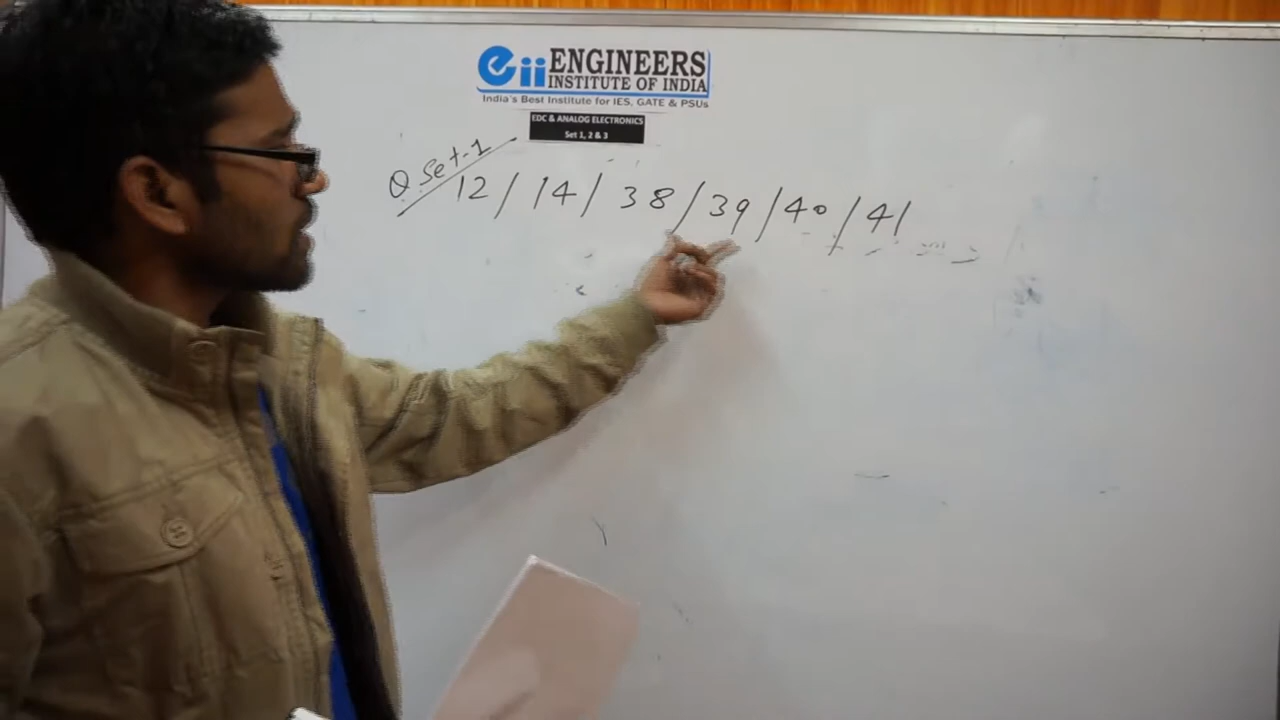 eii ENGINEERS
INSTITUTE OF INDIA
India's Best Institute for IES, GATE & PSUs
EDC & ANALOG ELECTRONICS
Set 1, 2 & 3
Q Set-1
12 / 14 / 38 / 39 / 40 / 41